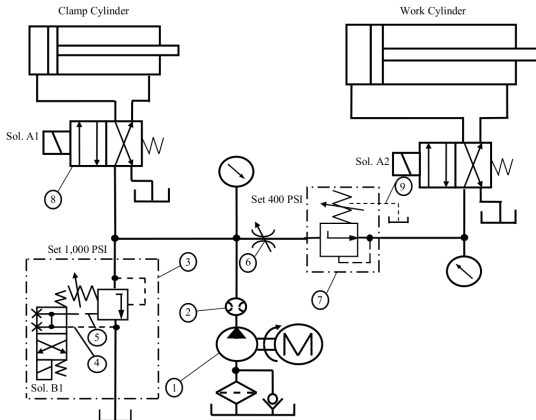 Clamp Cylinder
Work Cylinder
Sol. A1
Sol. A2
8
9
Set 400 PSI
Set 1,000 PSI
3
6
7
2
5
4
M
1
Sol. B1